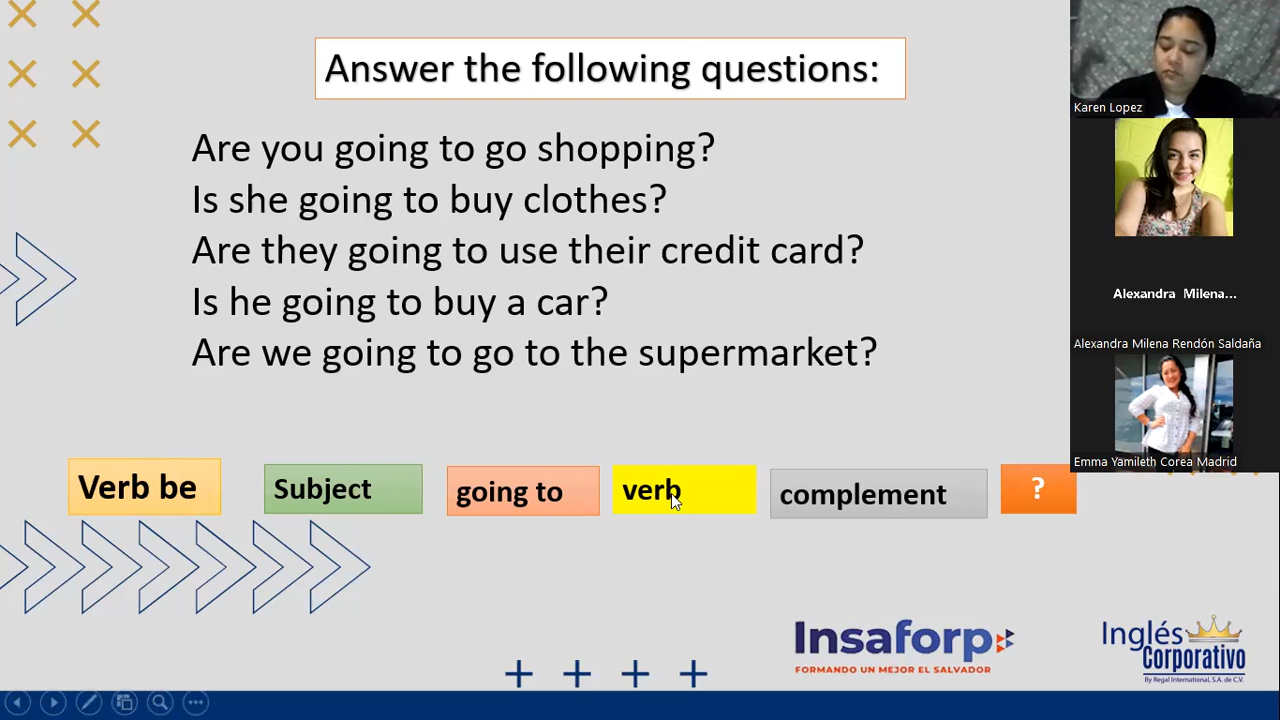 Answer the following questions:
Are you going to go shopping?
Is she going to buy clothes?
Are they going to use their credit card?
Is he going to buy a car?
Are we going to go to the supermarket?
Verb be
Subject
going to
verb
complement
?
Insaforp
FORMANDO UN MEJOR EL SALVADOR
Inglés
Corporativo
By Regal International, S.A. de C.V.
Karen Lopez
Alexandra Milena...
Alexandra Milena Rendón Saldaña
Emma Yamileth Corea Madrid